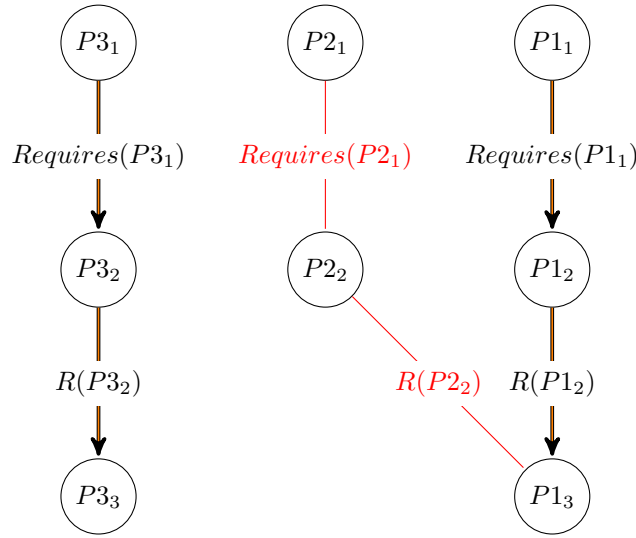 P3₁ P2₁ P1₁
Requires(P3₁) Requires(P2₁) Requires(P1₁)
P3₂ P2₂ P1₂
R(P3₂) R(P2₂) R(P1₂)
P3₃ P1₃